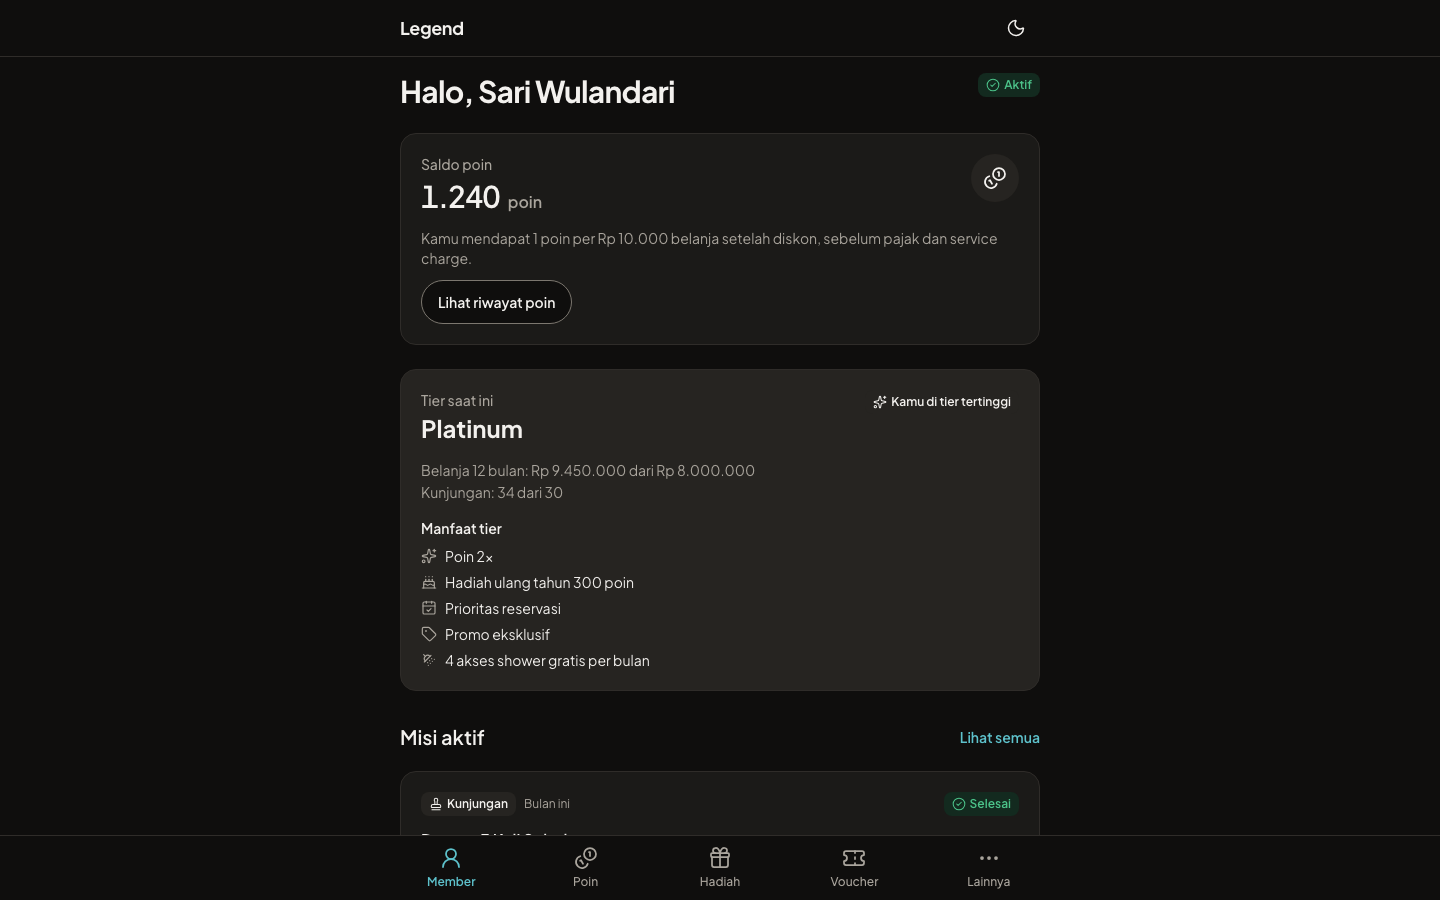 Legend
Halo, Sari Wulandari
Aktif
Saldo poin
1.240 poin
Kamu mendapat 1 poin per Rp 10.000 belanja setelah diskon, sebelum pajak dan service
charge.
Lihat riwayat poin
Tier saat ini
Kamu di tier tertinggi
Platinum
Belanja 12 bulan: Rp 9.450.000 dari Rp 8.000.000
Kunjungan: 34 dari 30
Manfaat tier
Poin 2×
Hadiah ulang tahun 300 poin
Prioritas reservasi
Promo eksklusif
4 akses shower gratis per bulan
Misi aktif
Lihat semua
Kunjungan
Bulan ini
Selesai
Member
Poin
Hadiah
Voucher
Lainnya